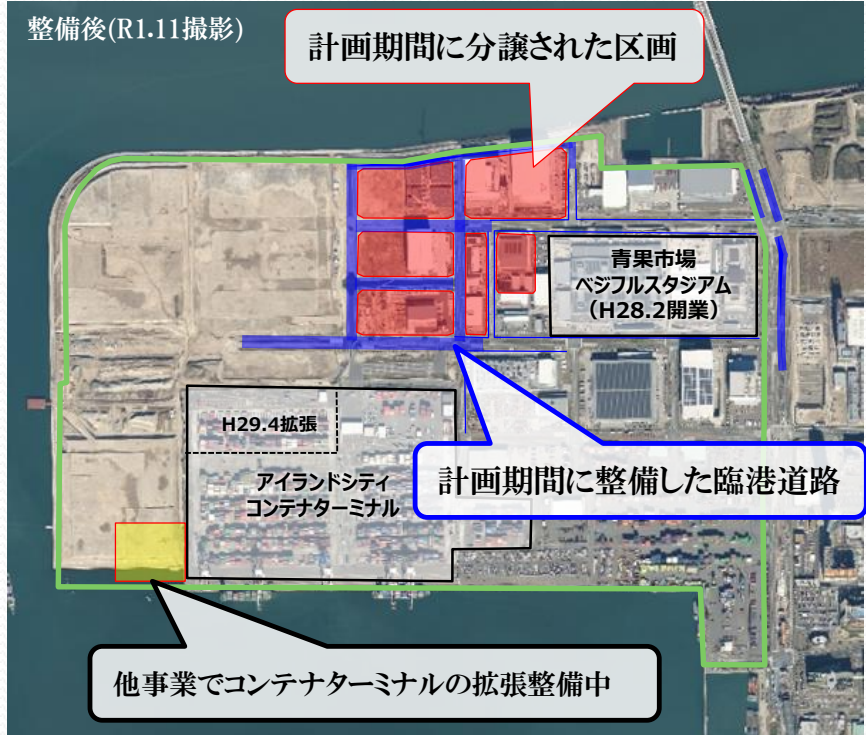 整備後(R1.11撮影)
計画期間に分譲された区画
青果市場
ベジフルスタジアム
（H28.2開業）
H29.4拡張
アイランドシティ
コンテナターミナル
計画期間に整備した臨港道路
他事業でコンテナターミナルの拡張整備中